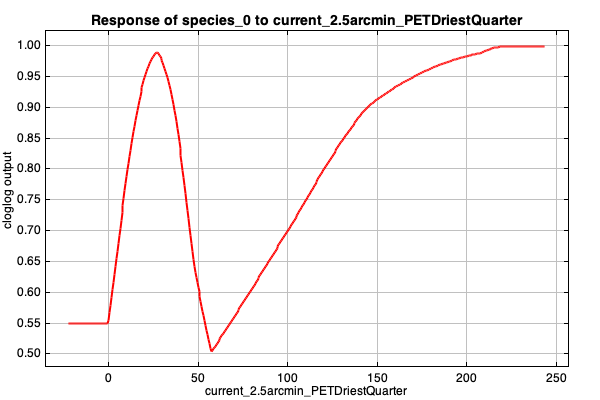 Response of species_0 to current_2.5arcmin_PETDriestQuarter
1.00
0.95
0.90
0.85
0.80
0.75
0.70
0.65
0.60
0.55
0.50
cloglog output
0 50 100 150 200 250
current_2.5arcmin_PETDriestQuarter